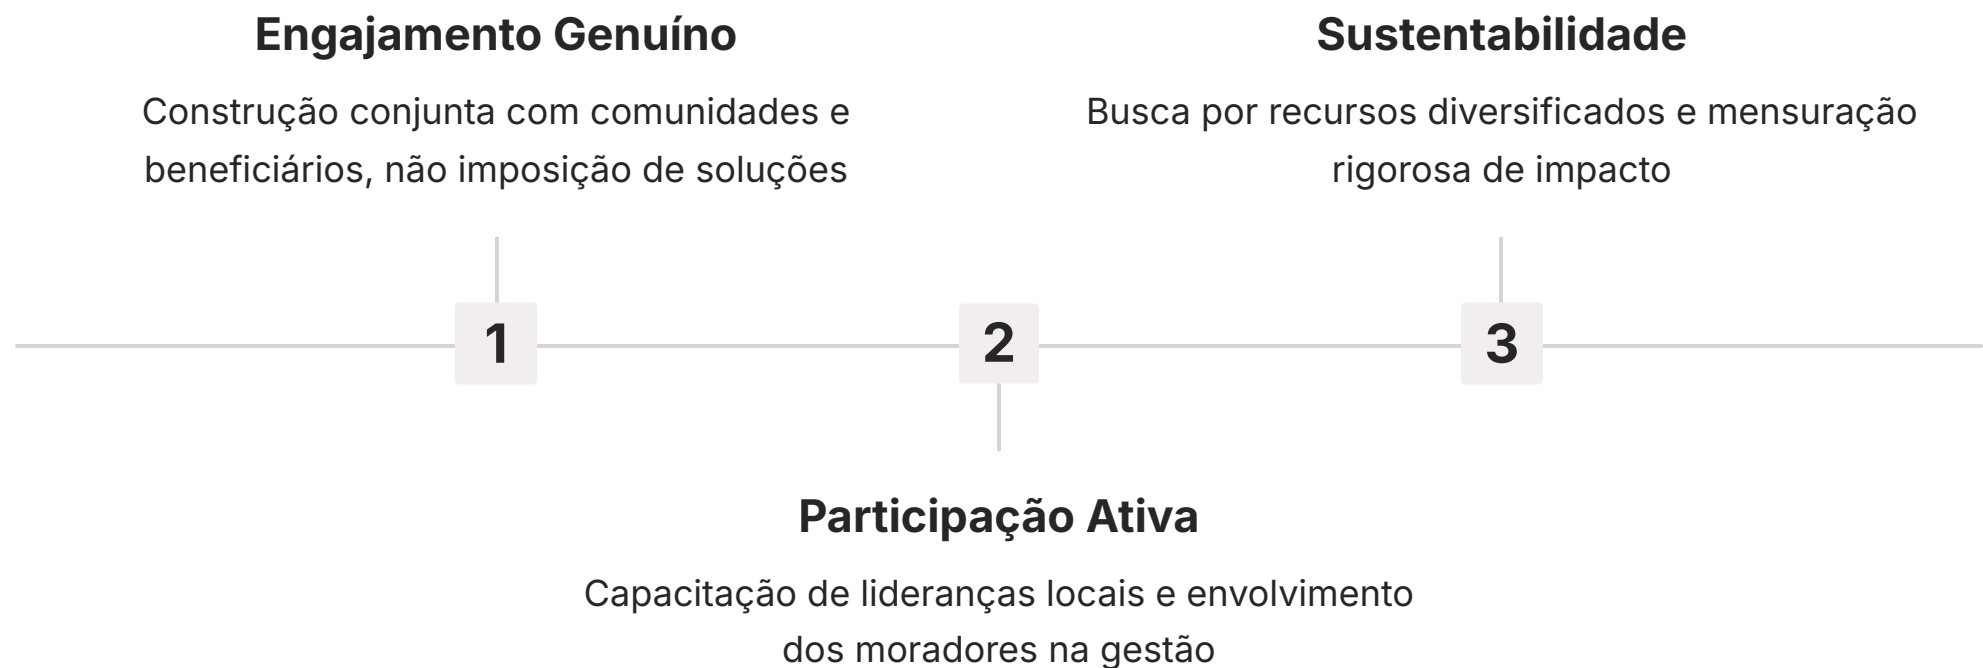 Engajamento Genuíno
Construção conjunta com comunidades e
beneficiários, não imposição de soluções
Sustentabilidade
Busca por recursos diversificados e mensuração
rigorosa de impacto
1
2
3
Participação Ativa
Capacitação de lideranças locais e envolvimento
dos moradores na gestão